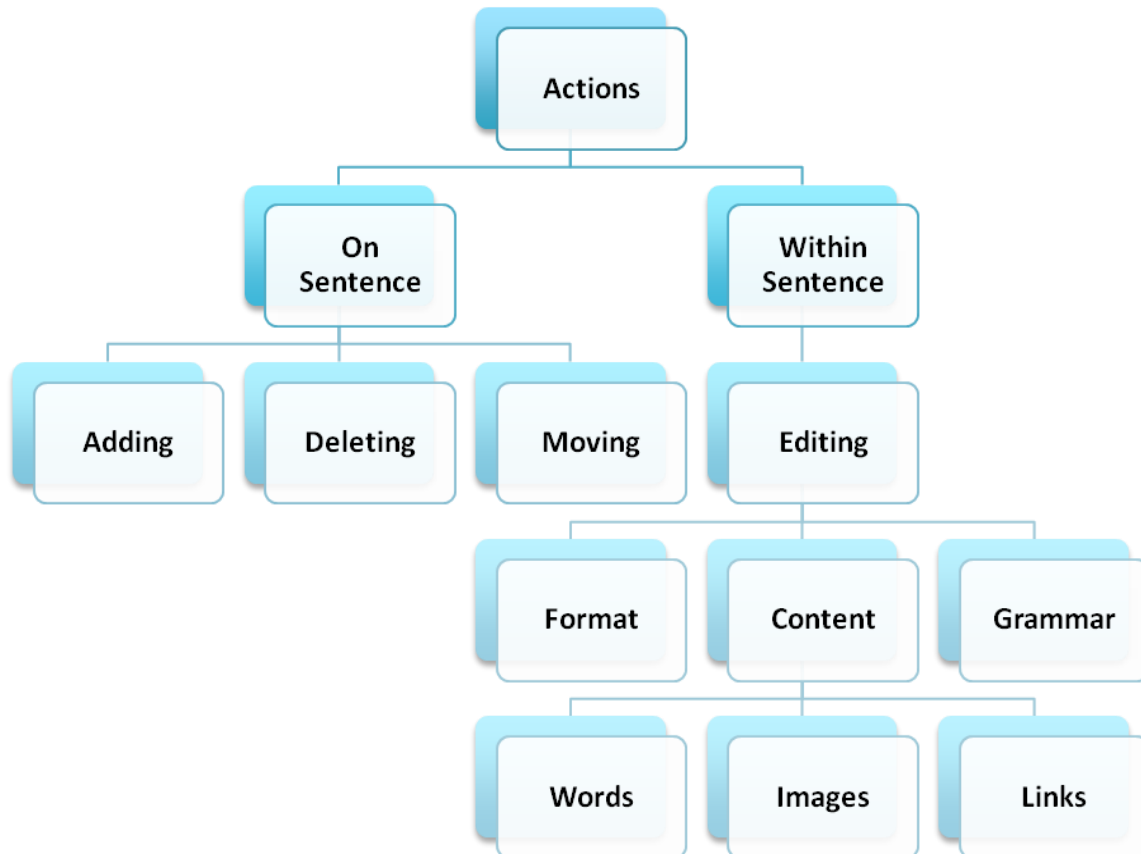 Actions
On
Sentence
Within
Sentence
Adding
Deleting
Moving
Editing
Format
Content
Grammar
Words
Images
Links